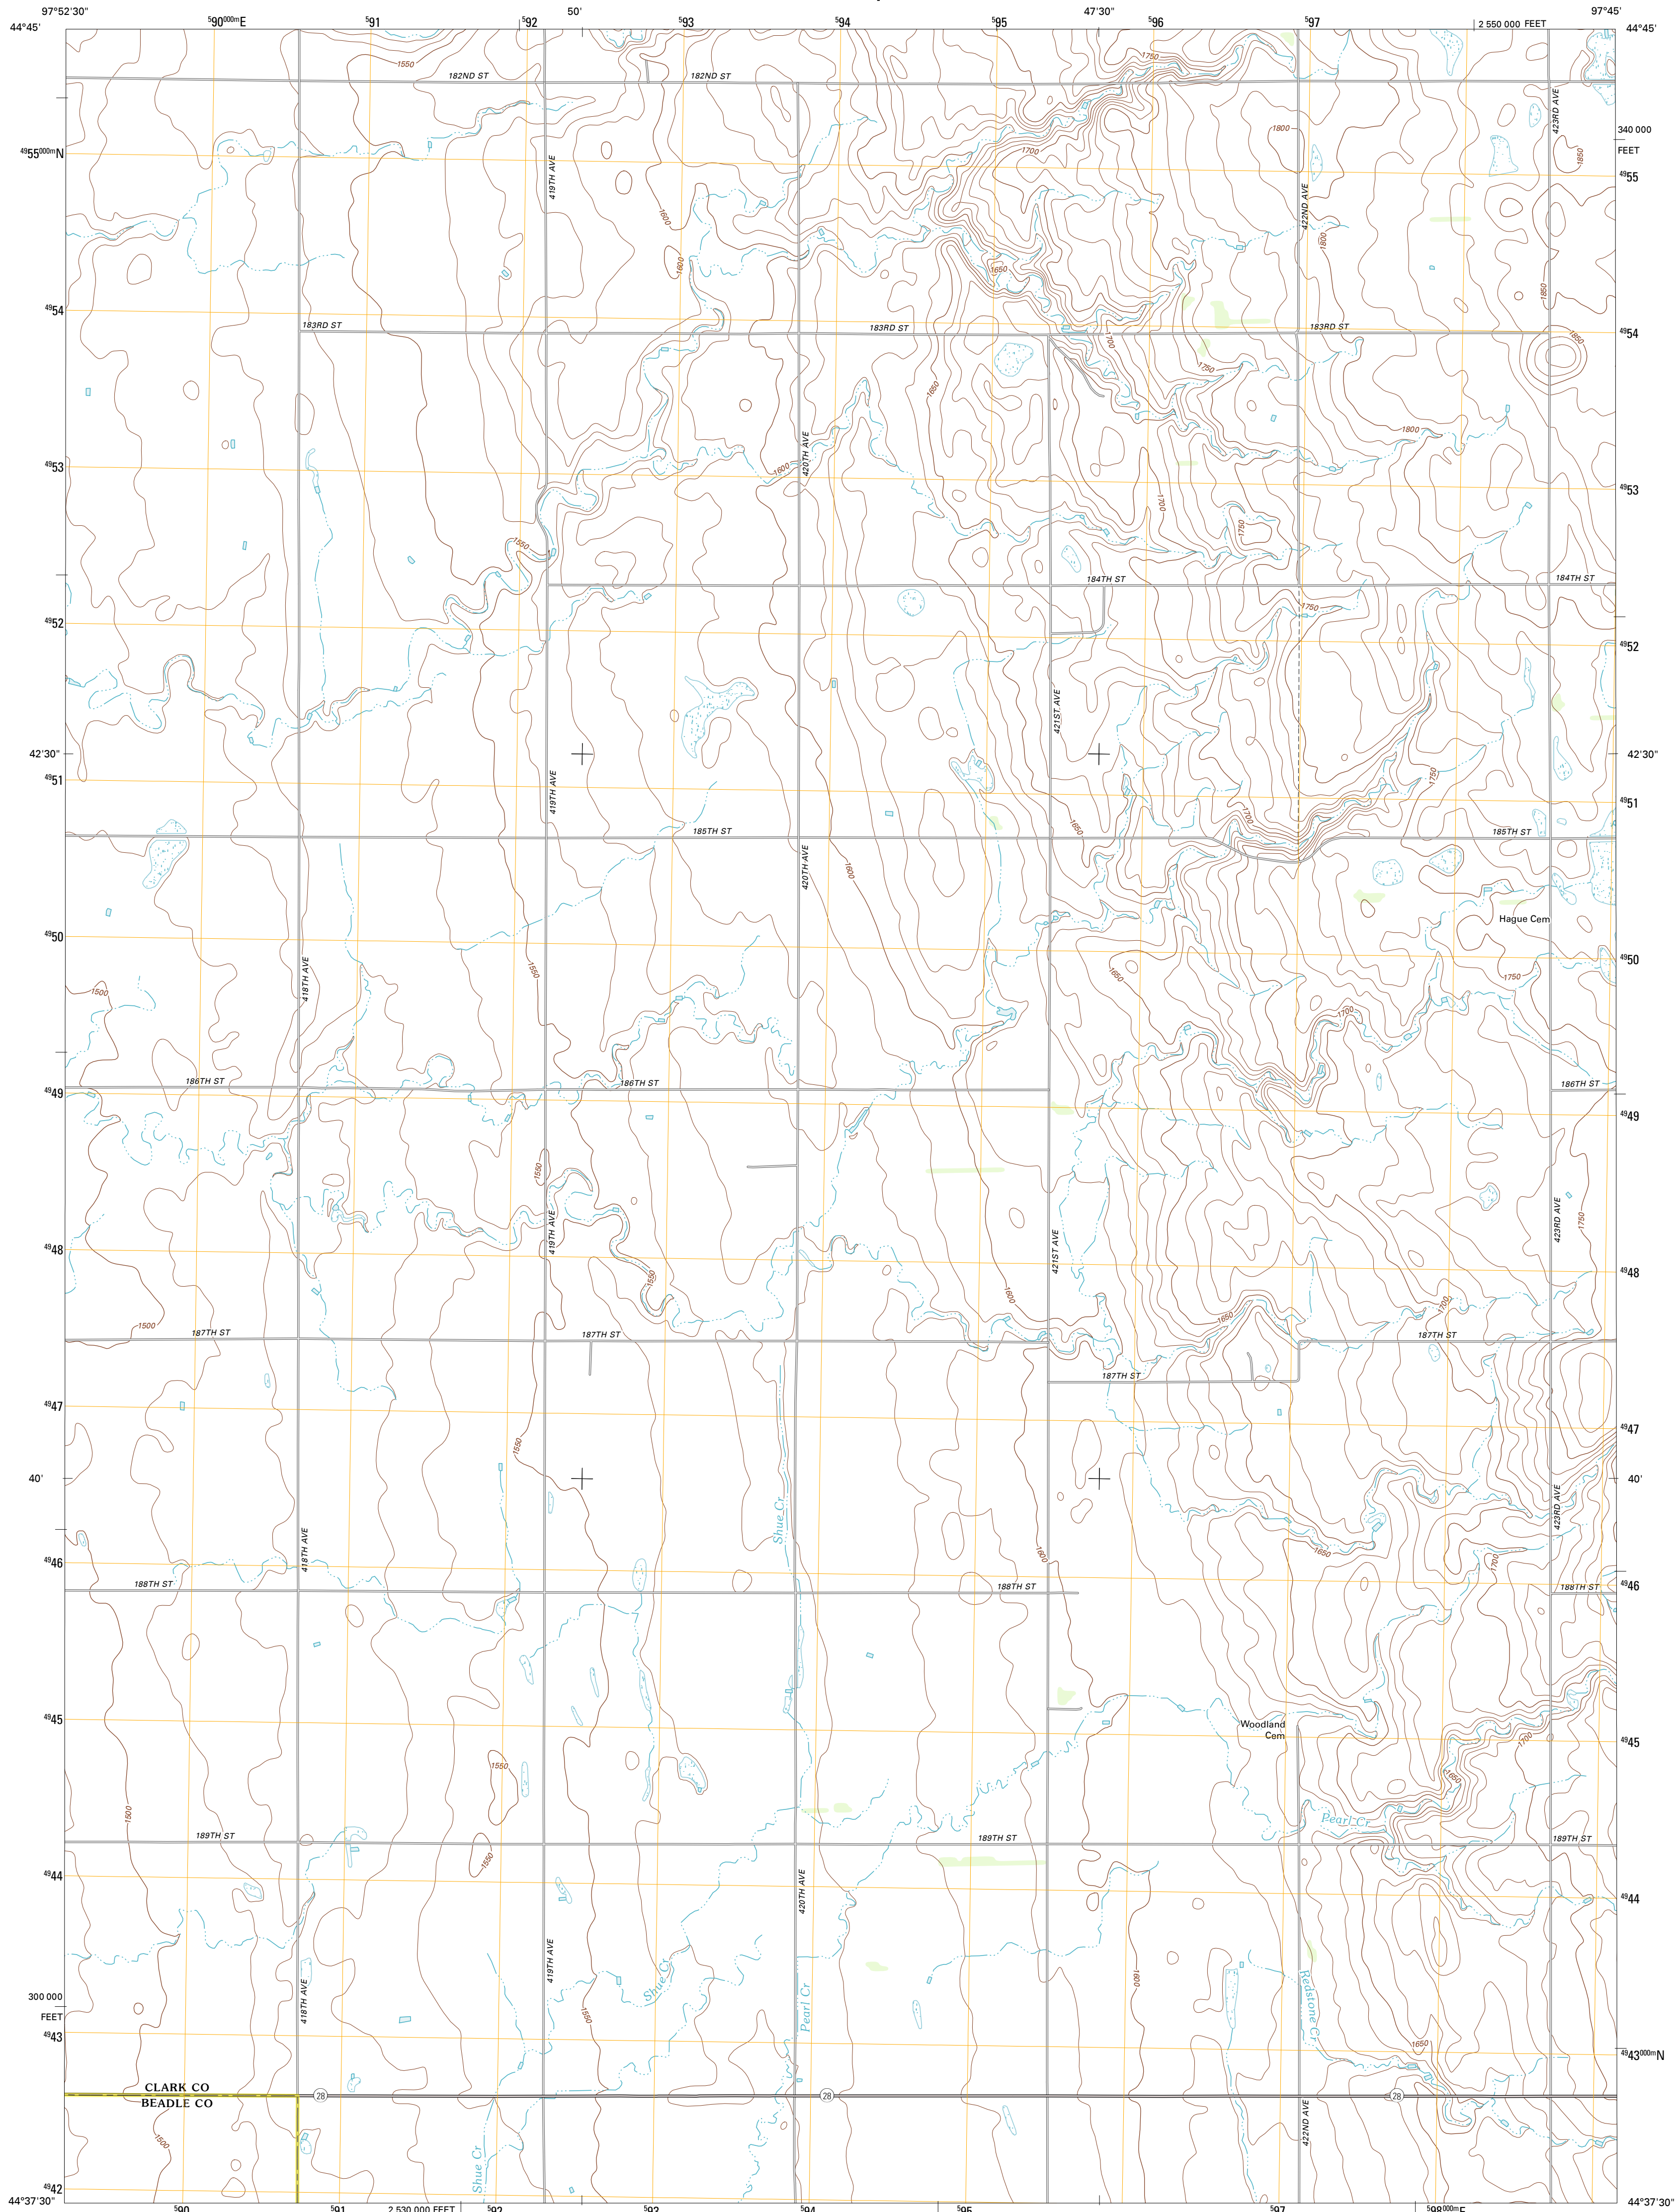 97°52'30"
590000mE
591
592
50'
593
594
595
47'30"
596
597
2 550 000 FEET
97°45'
44°45'
44°45'
1550
1750
182ND ST
182ND ST
423RD AVE
340 000
FEET
1800
4955000mN
1700
1850
419TH AVE
4955
422ND AVE
1600
1800
1600
1650
1850
4954
183RD ST
183RD ST
183RD ST
4954
1700
1850
1750
1650
1800
420TH AVE
4953
1600
4953
1700
1750
1550
184TH ST
184TH ST
1750
4952
4952
421ST AVE
42'30"
42'30"
4951
1750
419TH AVE
4951
1700
1650
185TH ST
185TH ST
420TH AVE
1600
Hague Cem
4950
4950
1550
418TH AVE
1650
1750
1500
1700
186TH ST
186TH ST
186TH ST
4949
4949
1550
423RD AVE
1750
419TH AVE
421ST AVE
4948
4948
1550
1600
1700
1650
1500
187TH ST
187TH ST
187TH ST
187TH ST
4947
4947
1550
40'
40'
423RD AVE
Shue Cr
418TH AVE
1600
1650
4946
1700
188TH ST
188TH ST
188TH ST
4946
4945
Woodland
Cem
1700
4945
1550
1650
1500
Pearl Cr
189TH ST
189TH ST
189TH ST
1550
4944
420TH AVE
4944
419TH AVE
1600
Shue Cr
Pearl Cr
Redstone Cr
418TH AVE
300 000
FEET
1550
4943
1650
4943000mN
CLARK CO
28
28
28
BEADLE CO
1500
422ND AVE
Shue Cr
4942
44°37'30"
44°37'30"
590
591
2 530 000 FEET
592
593
594
595
597
598000mE